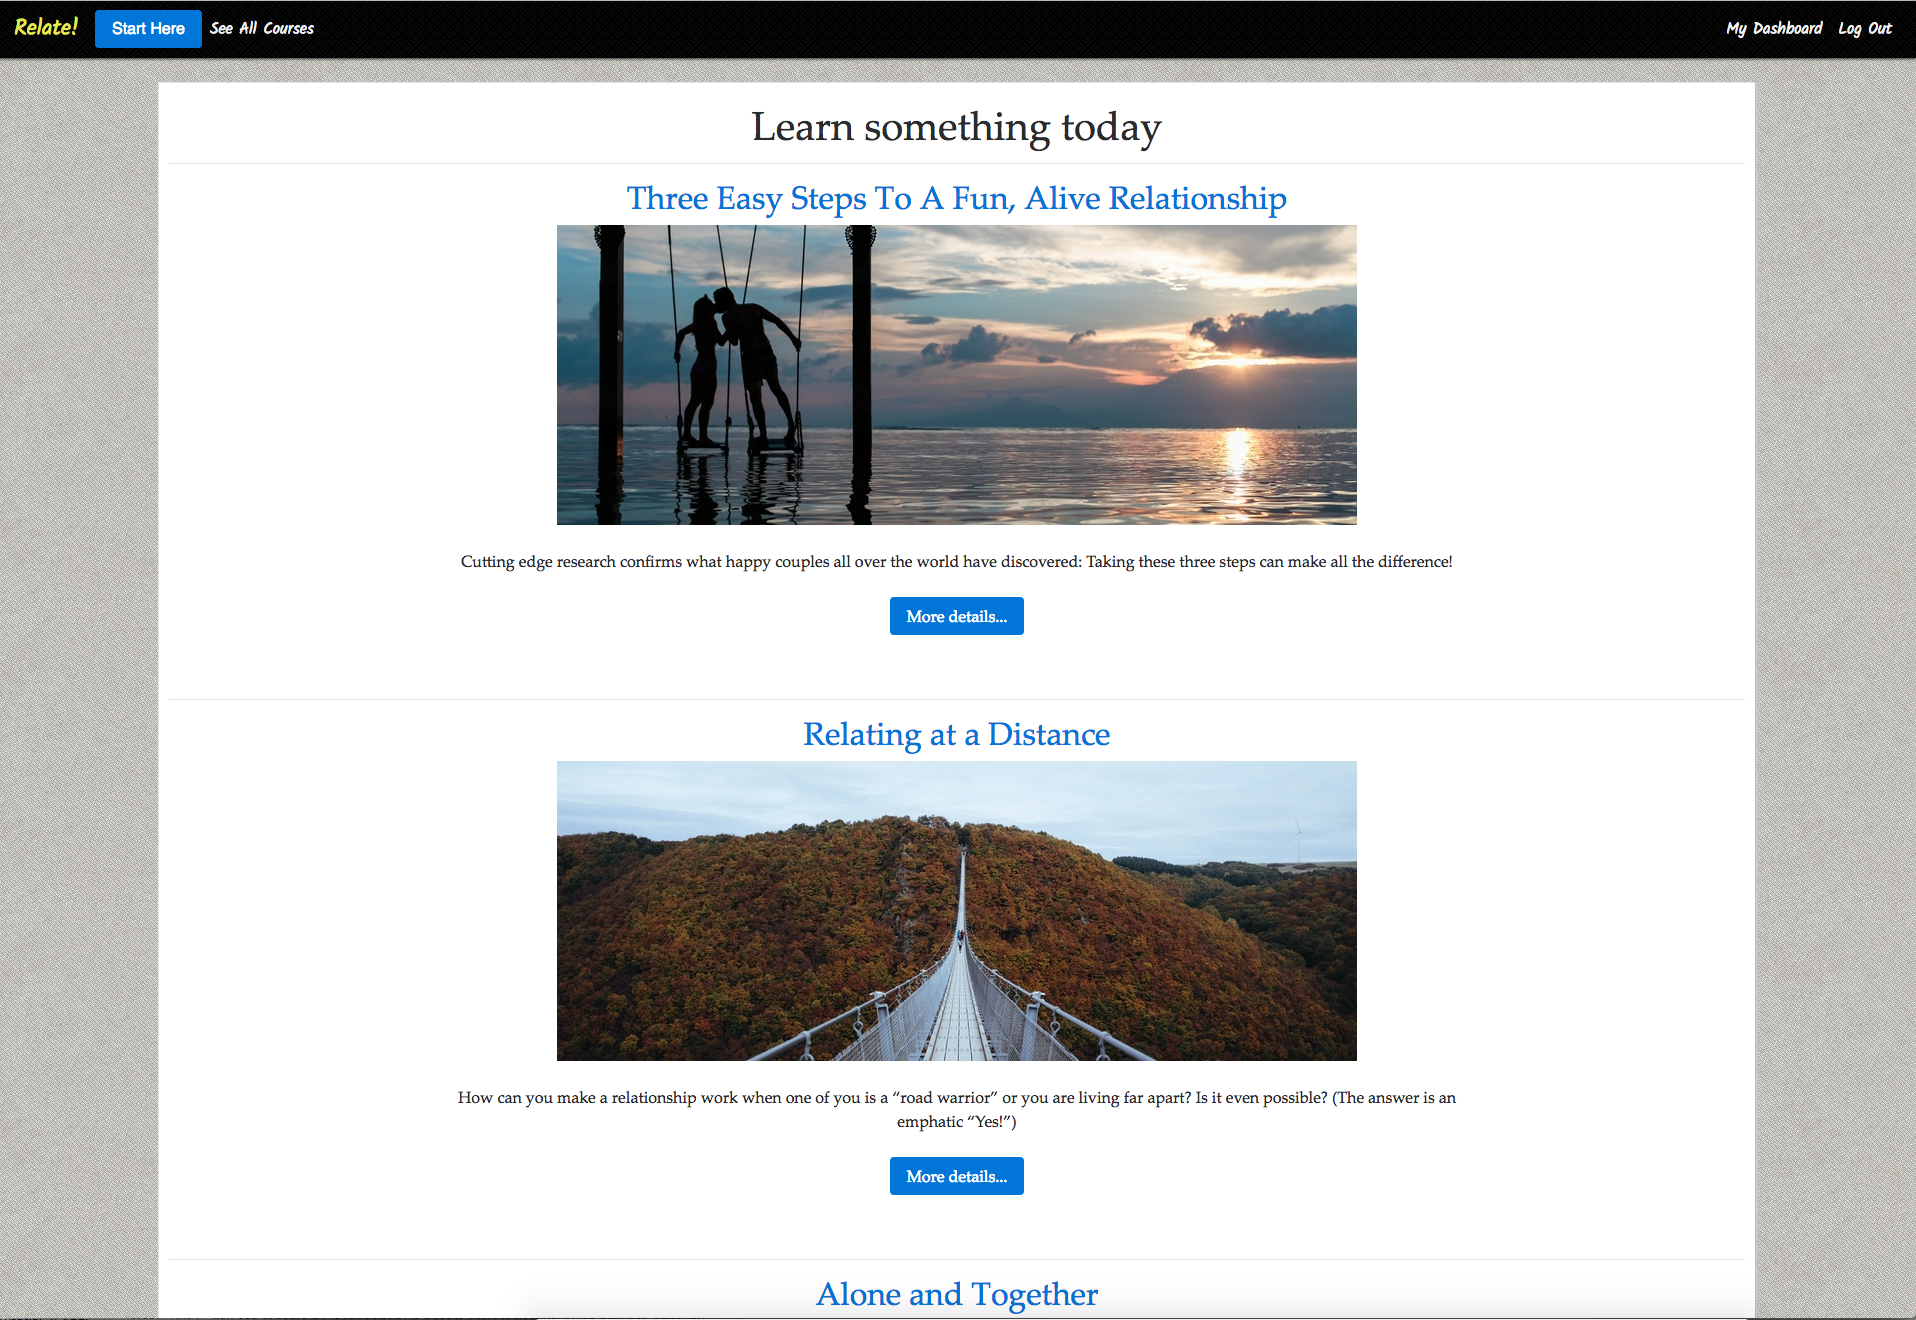 Relate! Start Here See All Courses My Dashboard Log Out
Learn something today
Three Easy Steps To A Fun, Alive Relationship
Cutting edge research confirms what happy couples all over the world have discovered: Taking these three steps can make all the difference!
More details...
Relating at a Distance
How can you make a relationship work when one of you is a “road warrior” or you are living far apart? Is it even possible? (The answer is an
emphatic “Yes!”)
More details...
Alone and Together